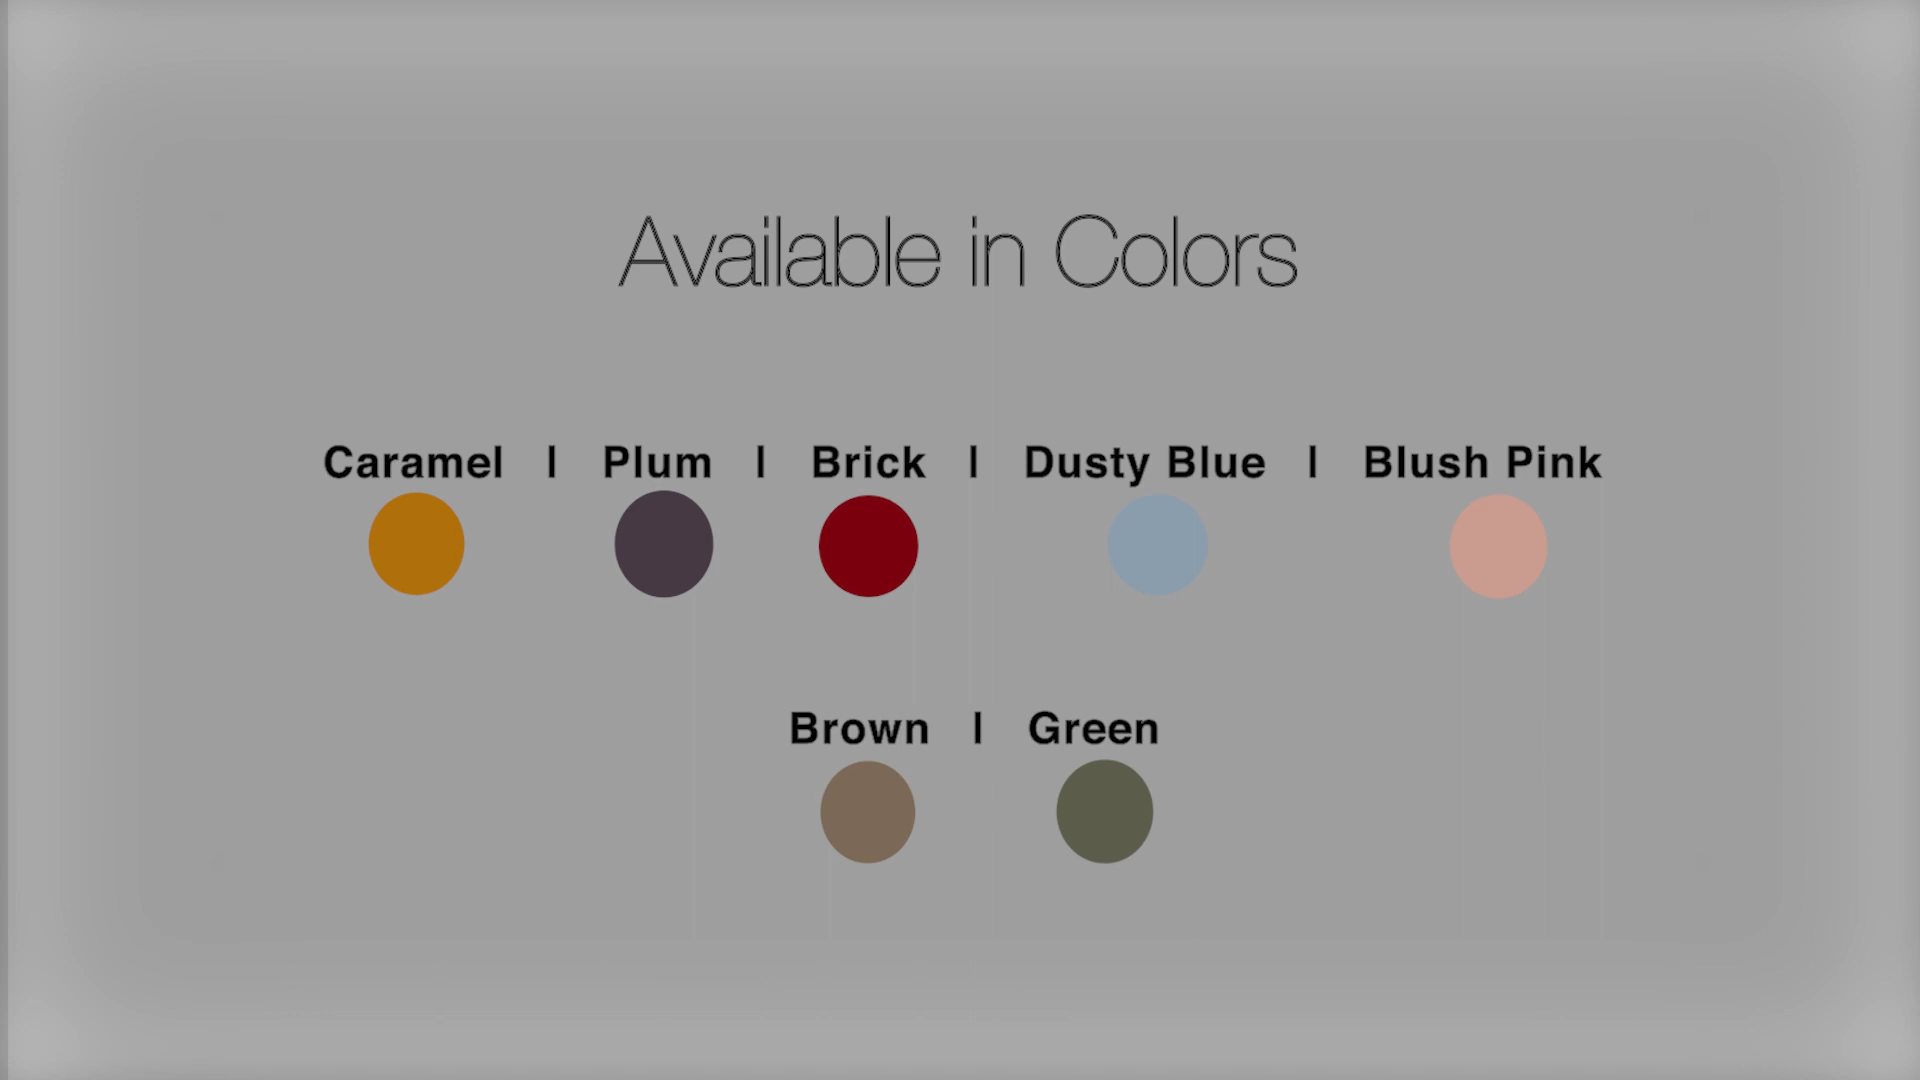 Available in Colors
Caramel | Plum | Brick | Dusty Blue | Blush Pink
Brown | Green